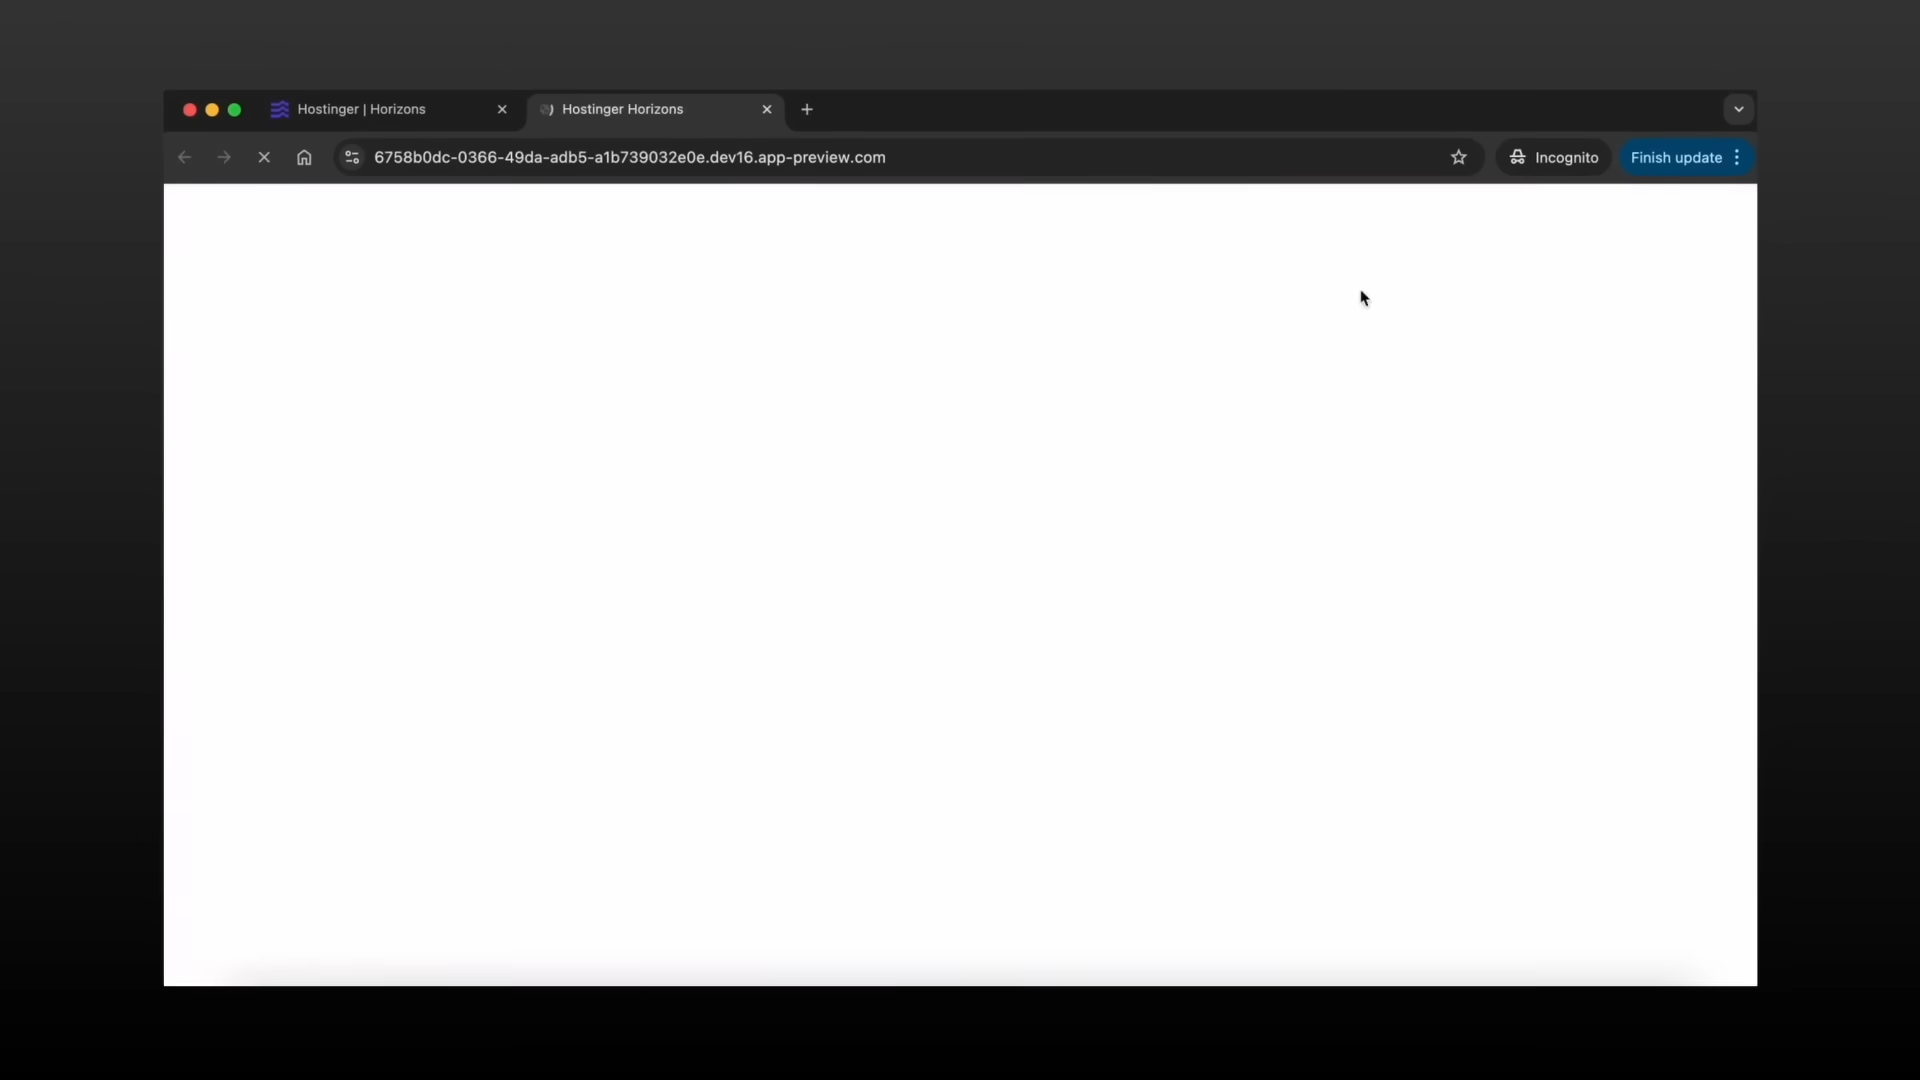 Hostinger | Horizons
Hostinger Horizons
6758b0dc-0366-49da-adb5-a1b739032e0e.dev16.app-preview.com
Incognito
Finish update